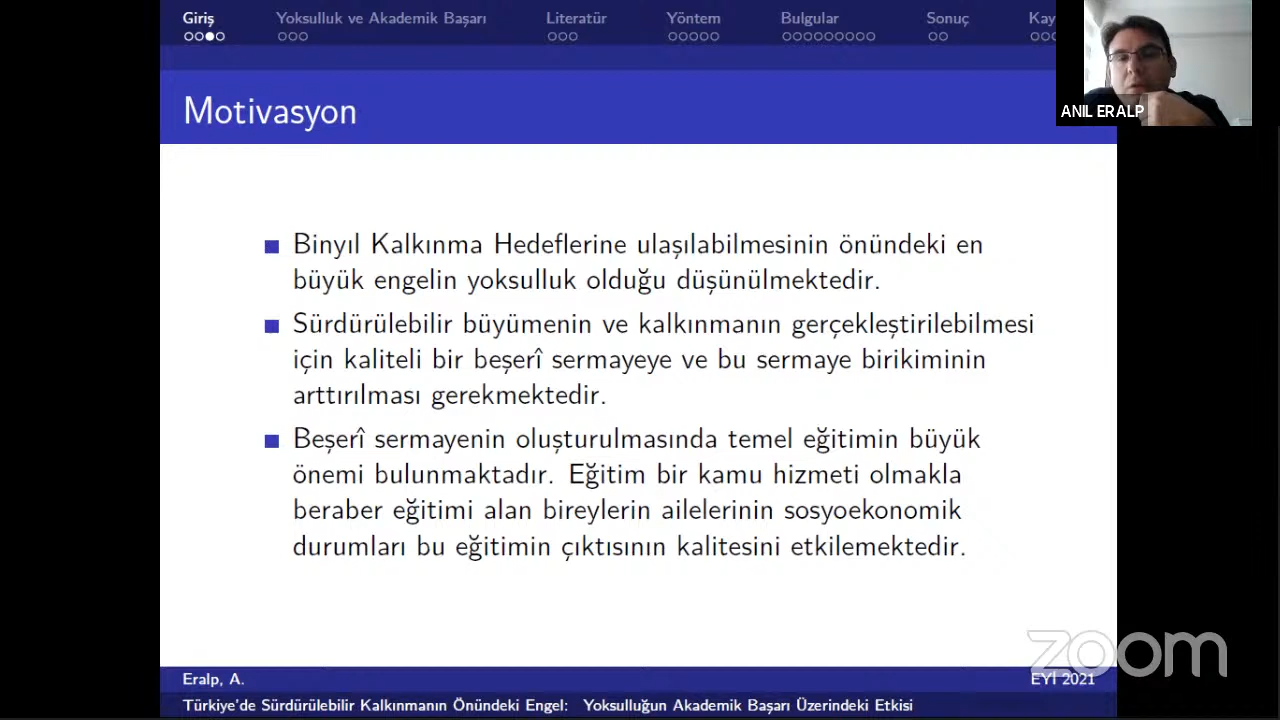 Giriş Yoksulluk ve Akademik Başarı Literatür Yöntem Bulgular Sonuç Kay
ANIL ERALP
Motivasyon
Binyıl Kalkınma Hedeflerine ulaşılabilmesinin önündeki en
büyük engelin yoksulluk olduğu düşünülmektedir.
Sürdürülebilir büyümenin ve kalkınmanın gerçekleştirilebilmesi
için kaliteli bir beşerî sermayeye ve bu sermaye birikiminin
arttırılması gerekmektedir.
Beşerî sermayenin oluşturulmasında temel eğitimin büyük
önemi bulunmaktadır. Eğitim bir kamu hizmeti olmakla
beraber eğitimi alan bireylerin ailelerinin sosyoekonomik
durumları bu eğitimin çıktısının kalitesini etkilemektedir.
zoom
Eralp, A. EYİ 2021
Türkiye'de Sürdürülebilir Kalkınmanın Önündeki Engel: Yoksulluğun Akademik Başarı Üzerindeki Etkisi